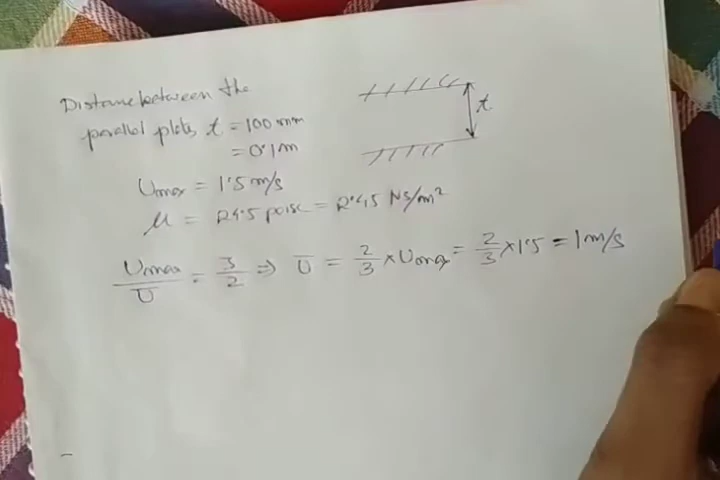 Distance between the
parallel plates, t = 100 mm
= 0.1m
t
Umax = 1.5 m/s
μ = 24.5 poise = 2.45 Ns/m²
Umax / Ū = 3/2 ⇒ Ū = 2/3 × Umax = 2/3 × 1.5 = 1 m/s